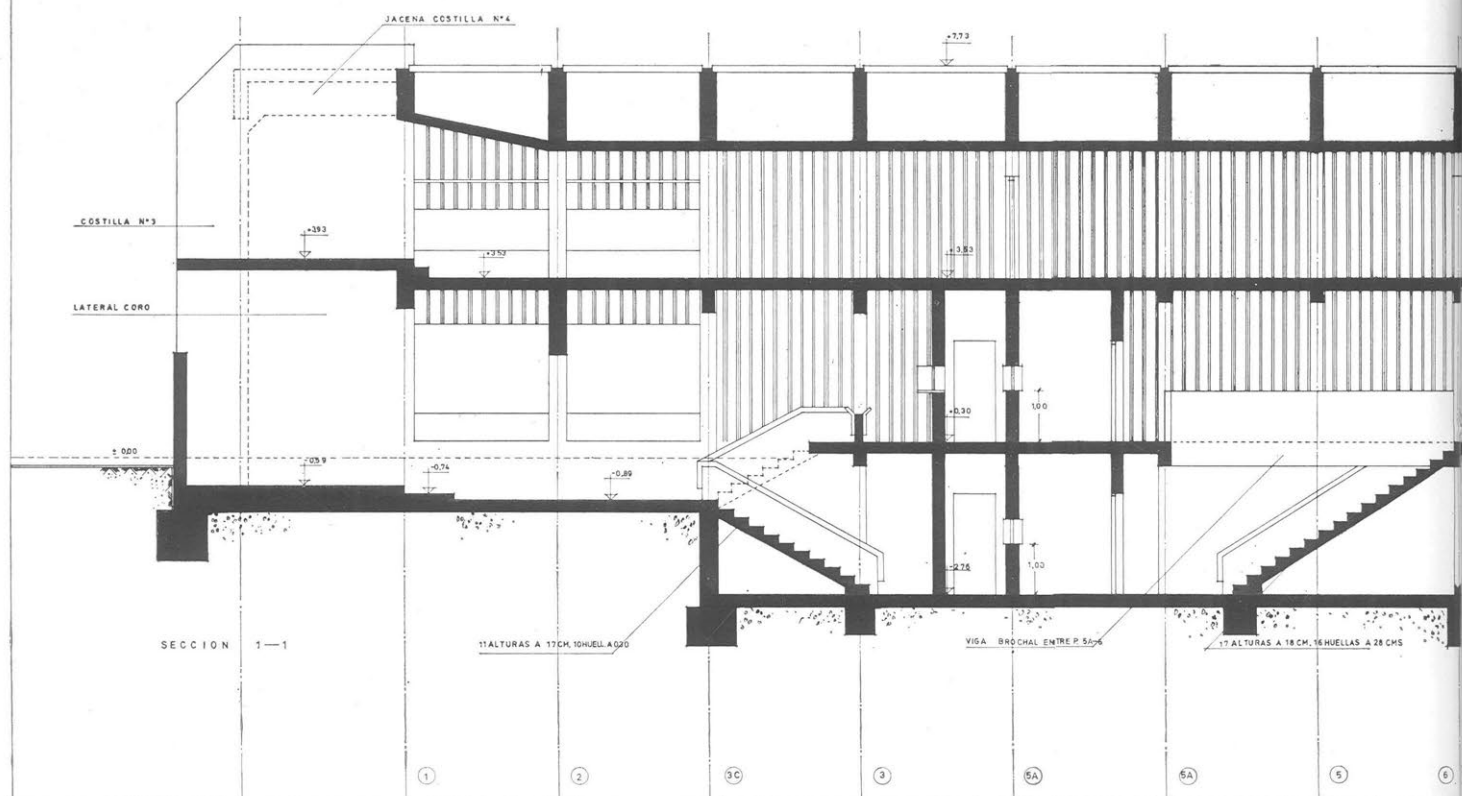 JACENA COSTILLA Nº4
+7,73
COSTILLA Nº3
+3,93
+3,53
+3,53
LATERAL CORO
1,00
+0,30
± 0,00
-0,59
-0,74
-0,89
-2,76
1,00
SECCION 1—1
11 ALTURAS A 17 CM, 10 HUELL A 0,30
VIGA BROCHAL ENTRE P. 5A-6
17 ALTURAS A 18 CM, 16 HUELLAS A 28 CMS
1
2
3C
3
5A
5A
5
6